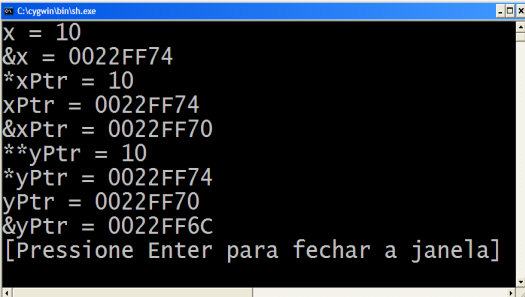 C:\cygwin\bin\sh.exe
x = 10
&x = 0022FF74
*xPtr = 10
xPtr = 0022FF74
&xPtr = 0022FF70
**yPtr = 10
*yPtr = 0022FF74
yPtr = 0022FF70
&yPtr = 0022FF6C
[Pressione Enter para fechar a janela]